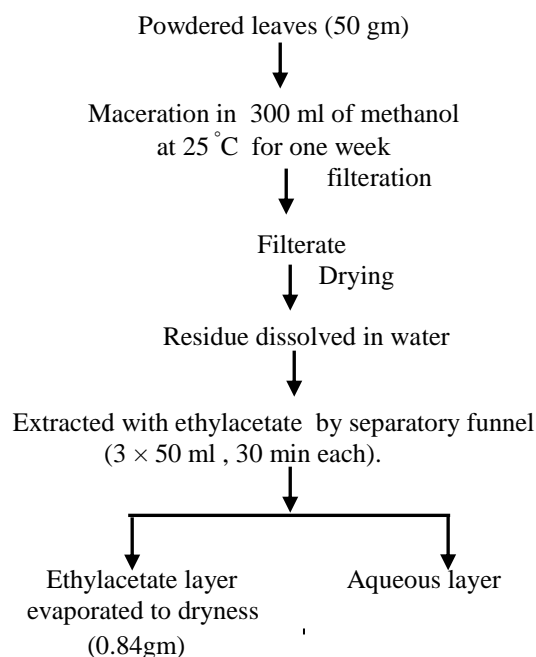 Powdered leaves (50 gm)
Maceration in 300 ml of methanol
at 25°C for one week
filteration
Filterate
Drying
Residue dissolved in water
Extracted with ethylacetate by separatory funnel
(3 × 50 ml , 30 min each).
Ethylacetate layer
evaporated to dryness
(0.84gm)
Aqueous layer